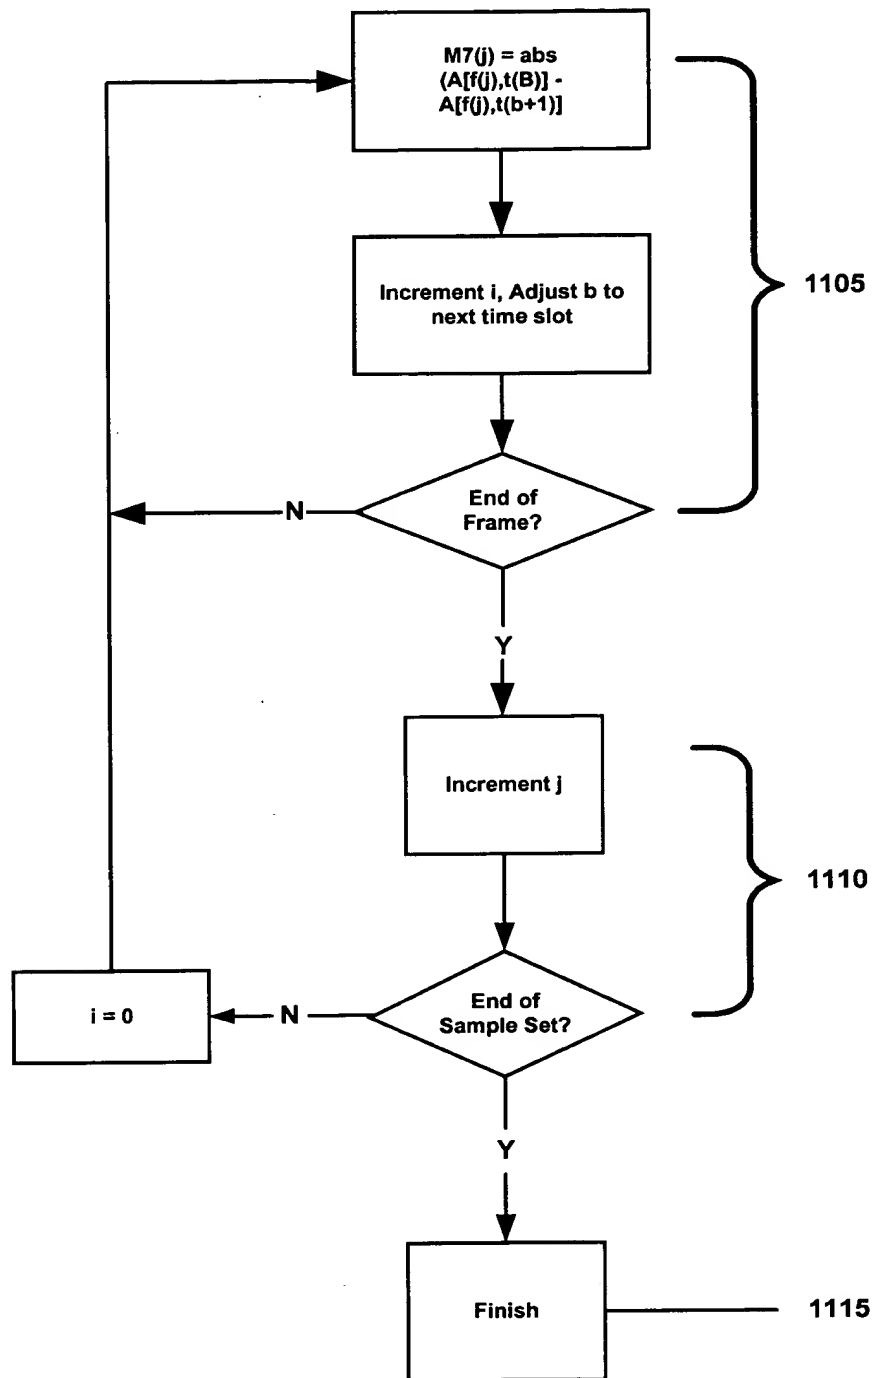 M7(j) = abs
(A[f(j),t(B)] -
A[f(j),t(b+1)]
Increment i, Adjust b to
next time slot
1105
End of
Frame?
N
Y
Increment j
1110
End of
Sample Set?
N
i = 0
Y
Finish
1115